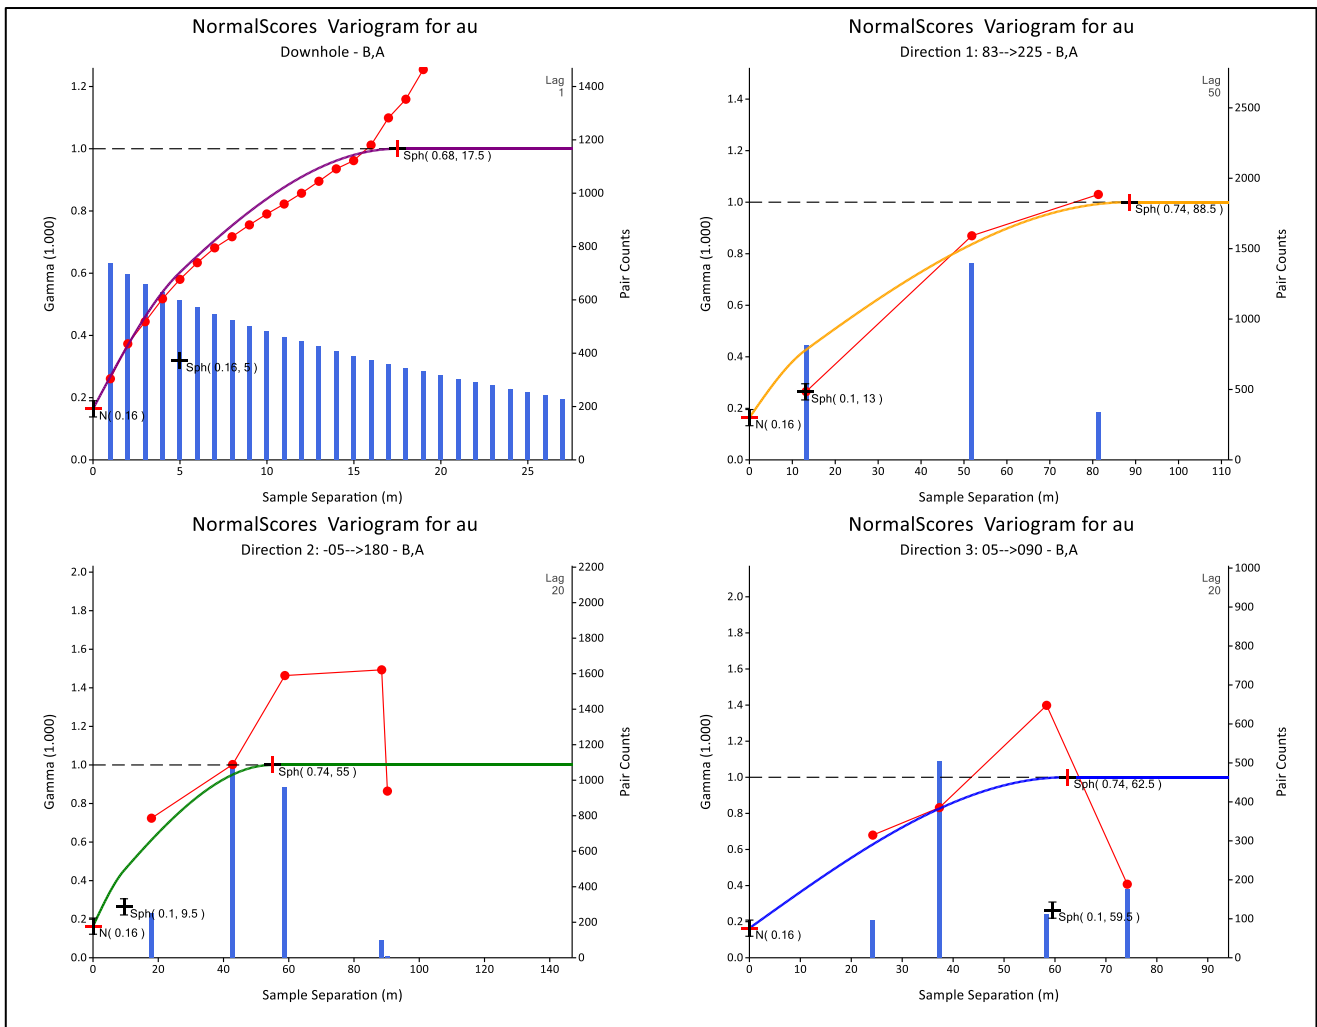 NormalScores Variogram for au
Downhole - B,A
Lag
1
Gamma (1.000)
1.2
1.0
0.8
0.6
0.4
0.2
0.0
1400
1200
1000
800
600
400
200
0
Pair Counts
Sph( 0.68, 17.5 )
Sph( 0.16, 5 )
N( 0.16 )
0 5 10 15 20 25
Sample Separation (m)
NormalScores Variogram for au
Direction 1: 83-->225 - B,A
Lag
50
Gamma (1.000)
1.4
1.2
1.0
0.8
0.6
0.4
0.2
0.0
2500
2000
1500
1000
500
0
Pair Counts
Sph( 0.74, 88.5 )
Sph( 0.1, 13 )
N( 0.16 )
0 10 20 30 40 50 60 70 80 90 100 110
Sample Separation (m)
NormalScores Variogram for au
Direction 2: -05-->180 - B,A
Lag
20
Gamma (1.000)
2.0
1.8
1.6
1.4
1.2
1.0
0.8
0.6
0.4
0.2
0.0
2200
2000
1800
1600
1400
1200
1000
800
600
400
200
0
Pair Counts
Sph( 0.74, 55 )
Sph( 0.1, 9.5 )
N( 0.16 )
0 20 40 60 80 100 120 140
Sample Separation (m)
NormalScores Variogram for au
Direction 3: 05-->090 - B,A
Lag
20
Gamma (1.000)
2.0
1.8
1.6
1.4
1.2
1.0
0.8
0.6
0.4
0.2
0.0
1000
900
800
700
600
500
400
300
200
100
0
Pair Counts
Sph( 0.74, 62.5 )
Sph( 0.1, 59.5 )
N( 0.16 )
0 10 20 30 40 50 60 70 80 90
Sample Separation (m)